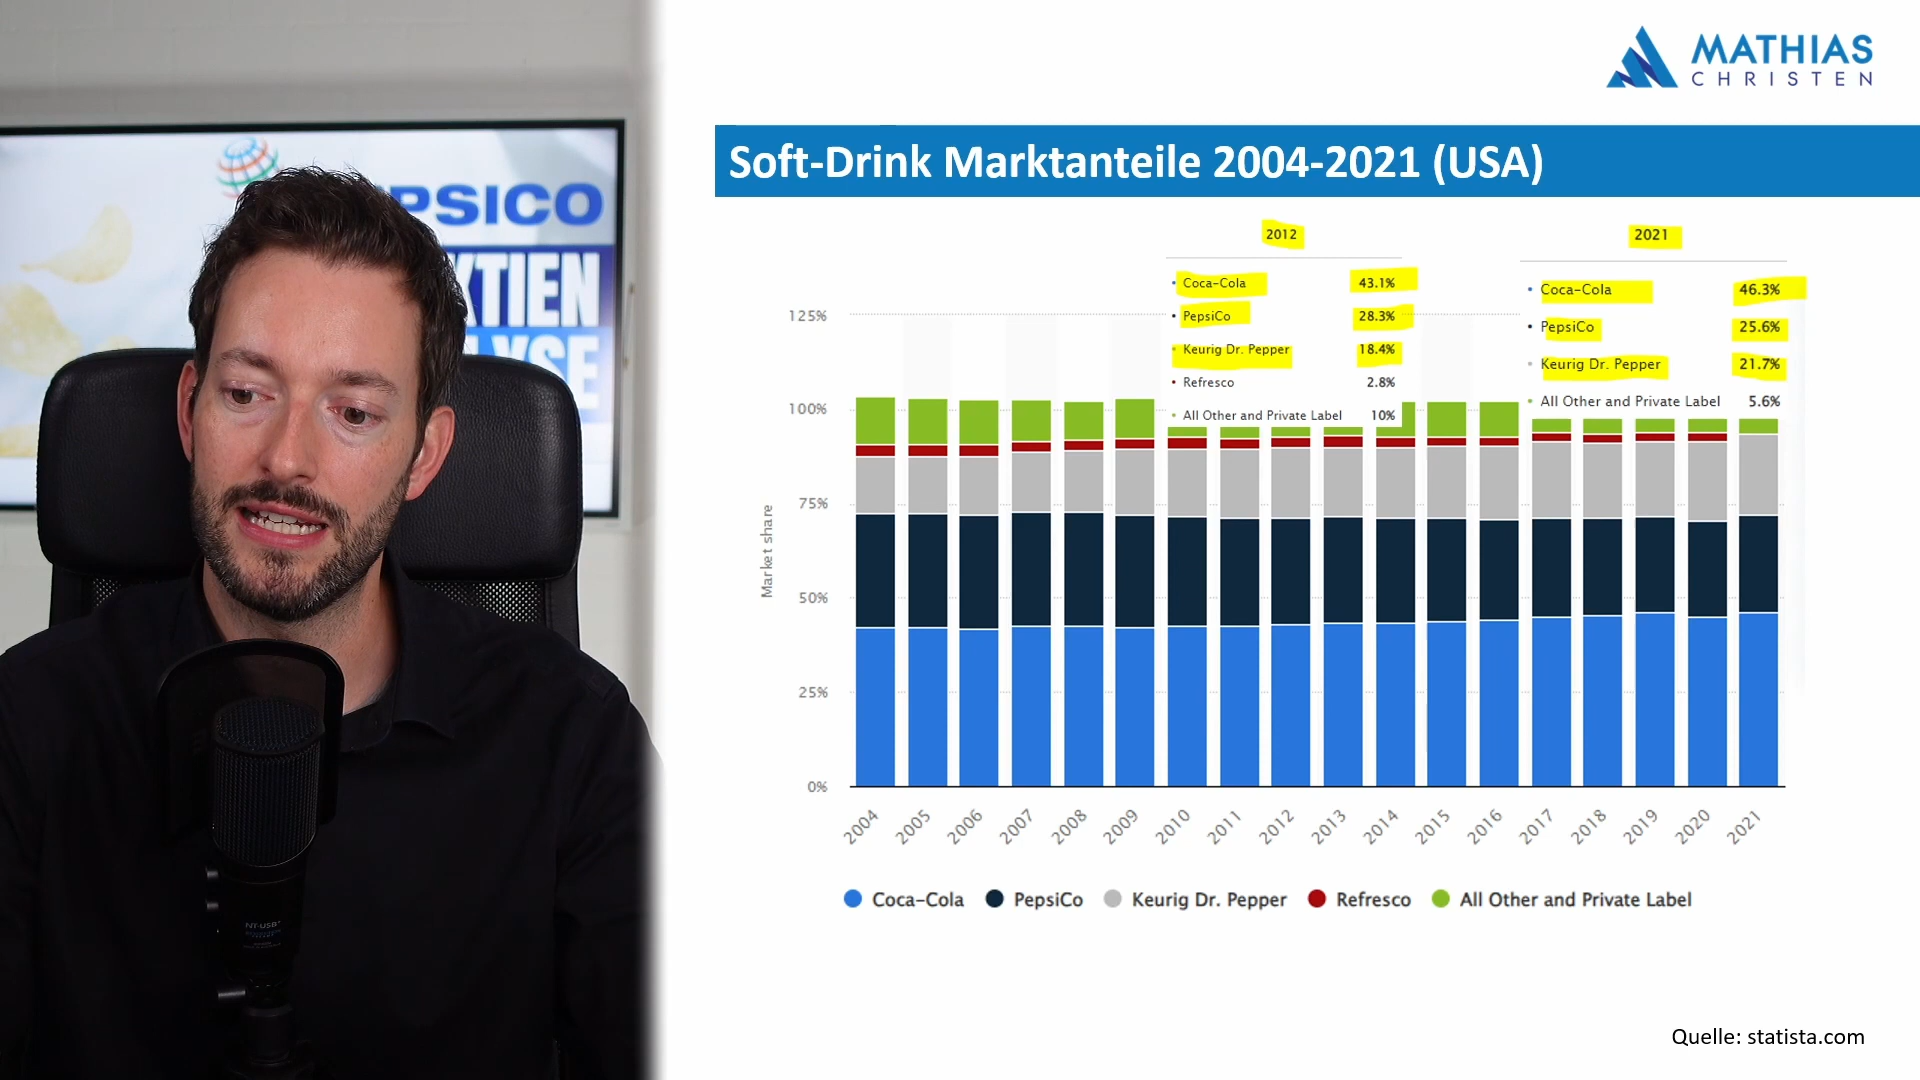 MATHIAS
CHRISTEN
PSICO
KTIEN
LYSE
Soft-Drink Marktanteile 2004-2021 (USA)
2012
Coca-Cola 43.1%
PepsiCo 28.3%
Keurig Dr. Pepper 18.4%
Refresco 2.8%
All Other and Private Label 10%
2021
Coca-Cola 46.3%
PepsiCo 25.6%
Keurig Dr. Pepper 21.7%
All Other and Private Label 5.6%
Market share
125%
100%
75%
50%
25%
0%
2004 2005 2006 2007 2008 2009 2010 2011 2012 2013 2014 2015 2016 2017 2018 2019 2020 2021
Coca-Cola PepsiCo Keurig Dr. Pepper Refresco All Other and Private Label
NT-USB+
Quelle: statista.com